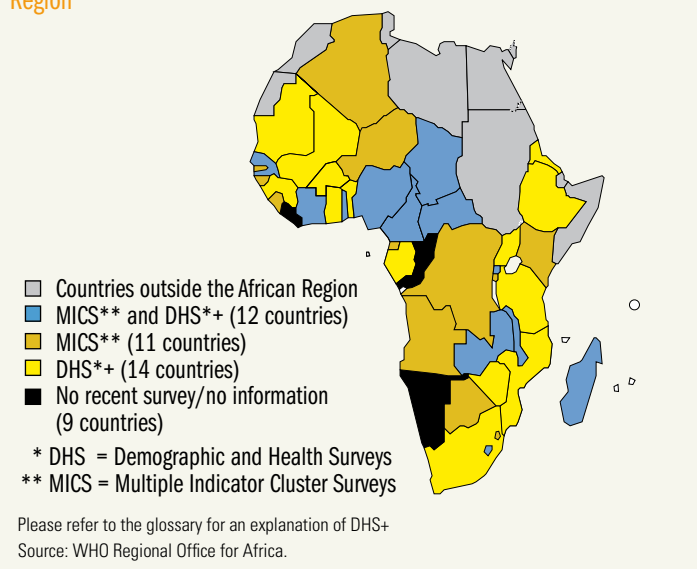 Region
Countries outside the African Region
MICS** and DHS*+ (12 countries)
MICS** (11 countries)
DHS*+ (14 countries)
No recent survey/no information
(9 countries)
* DHS = Demographic and Health Surveys
** MICS = Multiple Indicator Cluster Surveys
Please refer to the glossary for an explanation of DHS+
Source: WHO Regional Office for Africa.